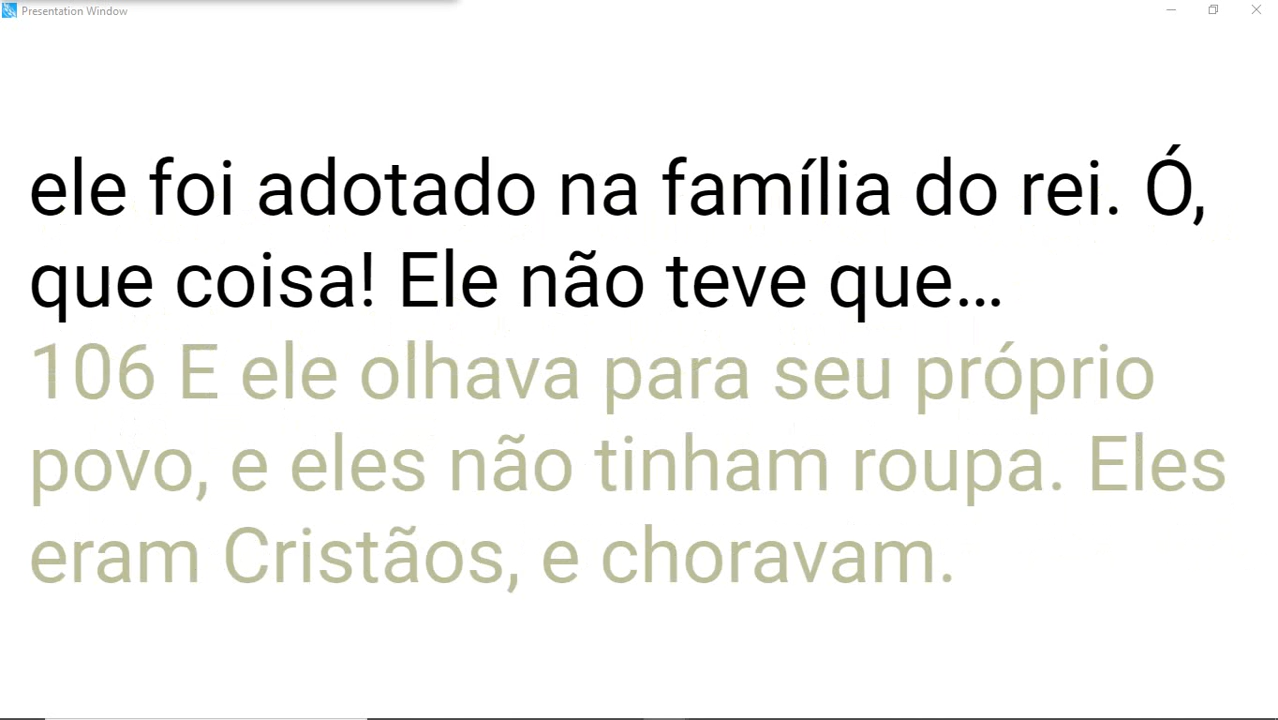 Presentation Window
ele foi adotado na família do rei. Ó,
que coisa! Ele não teve que…
106 E ele olhava para seu próprio
povo, e eles não tinham roupa. Eles
eram Cristãos, e choravam.